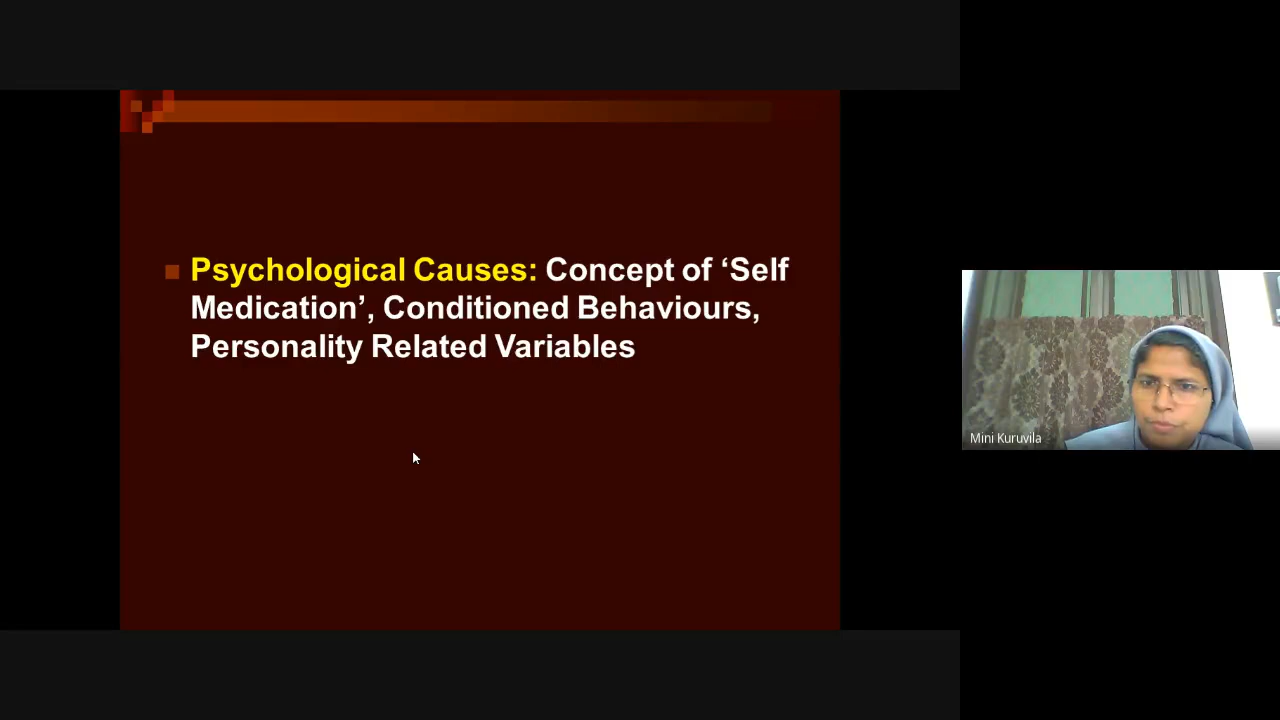 Psychological Causes: Concept of ‘Self
Medication’, Conditioned Behaviours,
Personality Related Variables
Mini Kuruvila